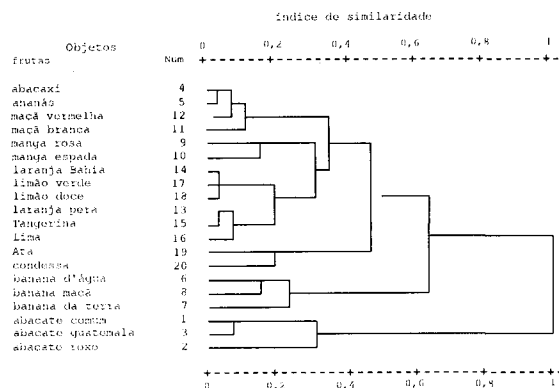 índice de similaridade
Objetos
frutas Num 0 0,2 0,4 0,6 0,8 1
abacaxi 4
ananás 5
maçã vermelha 12
maçã branca 11
manga rosa 9
manga espada 10
laranja Bahia 14
limão verde 17
limão doce 18
laranja pera 13
Tangerina 15
Lima 16
Ata 19
condessa 20
banana d'água 6
banana maçã 8
banana da terra 7
abacate comum 1
abacate guatemala 3
abacate roxo 2
0 0,2 0,4 0,6 0,8 1